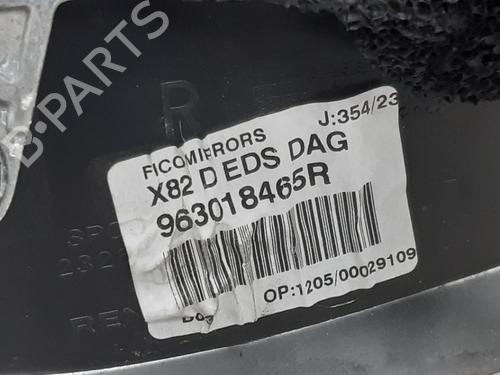 B-PARTS
R
J:354/23
FICOMIRRORS
X82 D EDS DAG
963018465R
OP:1205/00029109